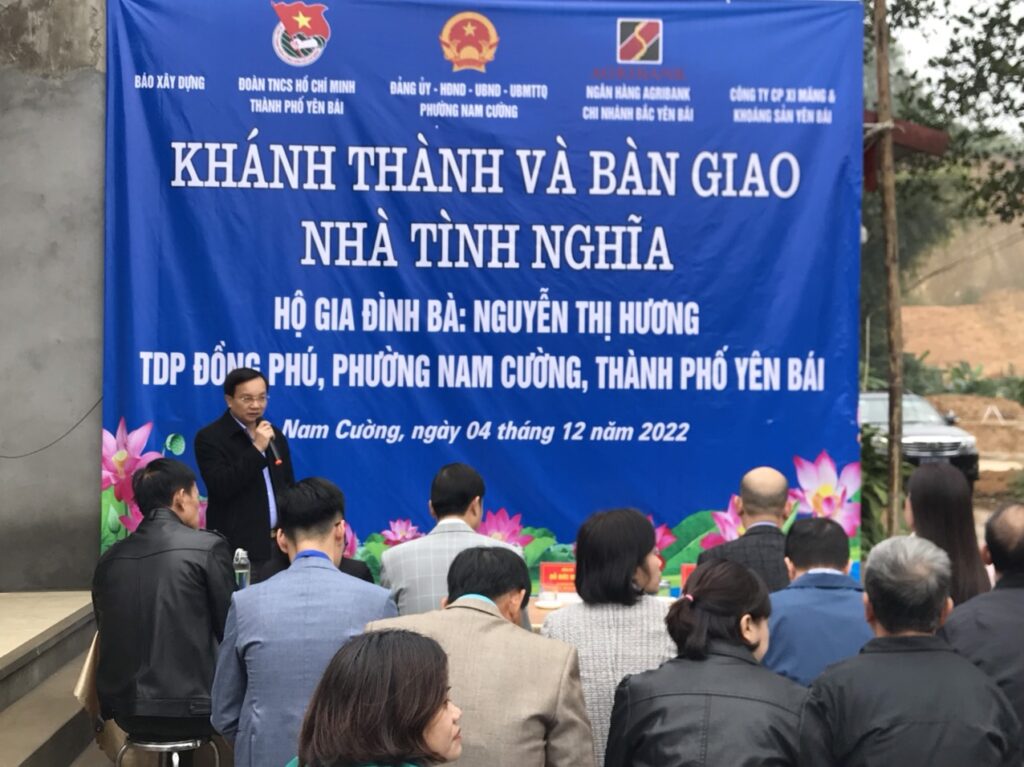 BÁO XÂY DỰNG
ĐOÀN TNCS HỒ CHÍ MINH
THÀNH PHỐ YÊN BÁI
ĐẢNG ỦY - HĐND - UBND - UBMTTQ
PHƯỜNG NAM CƯỜNG
AGRIBANK
NGÂN HÀNG AGRIBANK
CHI NHÁNH BẮC YÊN BÁI
CÔNG TY CP XI MĂNG &
KHOÁNG SẢN YÊN BÁI
KHÁNH THÀNH VÀ BÀN GIAO
NHÀ TÌNH NGHĨA
HỘ GIA ĐÌNH BÀ: NGUYỄN THỊ HƯƠNG
TDP ĐỒNG PHÚ, PHƯỜNG NAM CƯỜNG, THÀNH PHỐ YÊN BÁI
Nam Cường, ngày 04 tháng 12 năm 2022